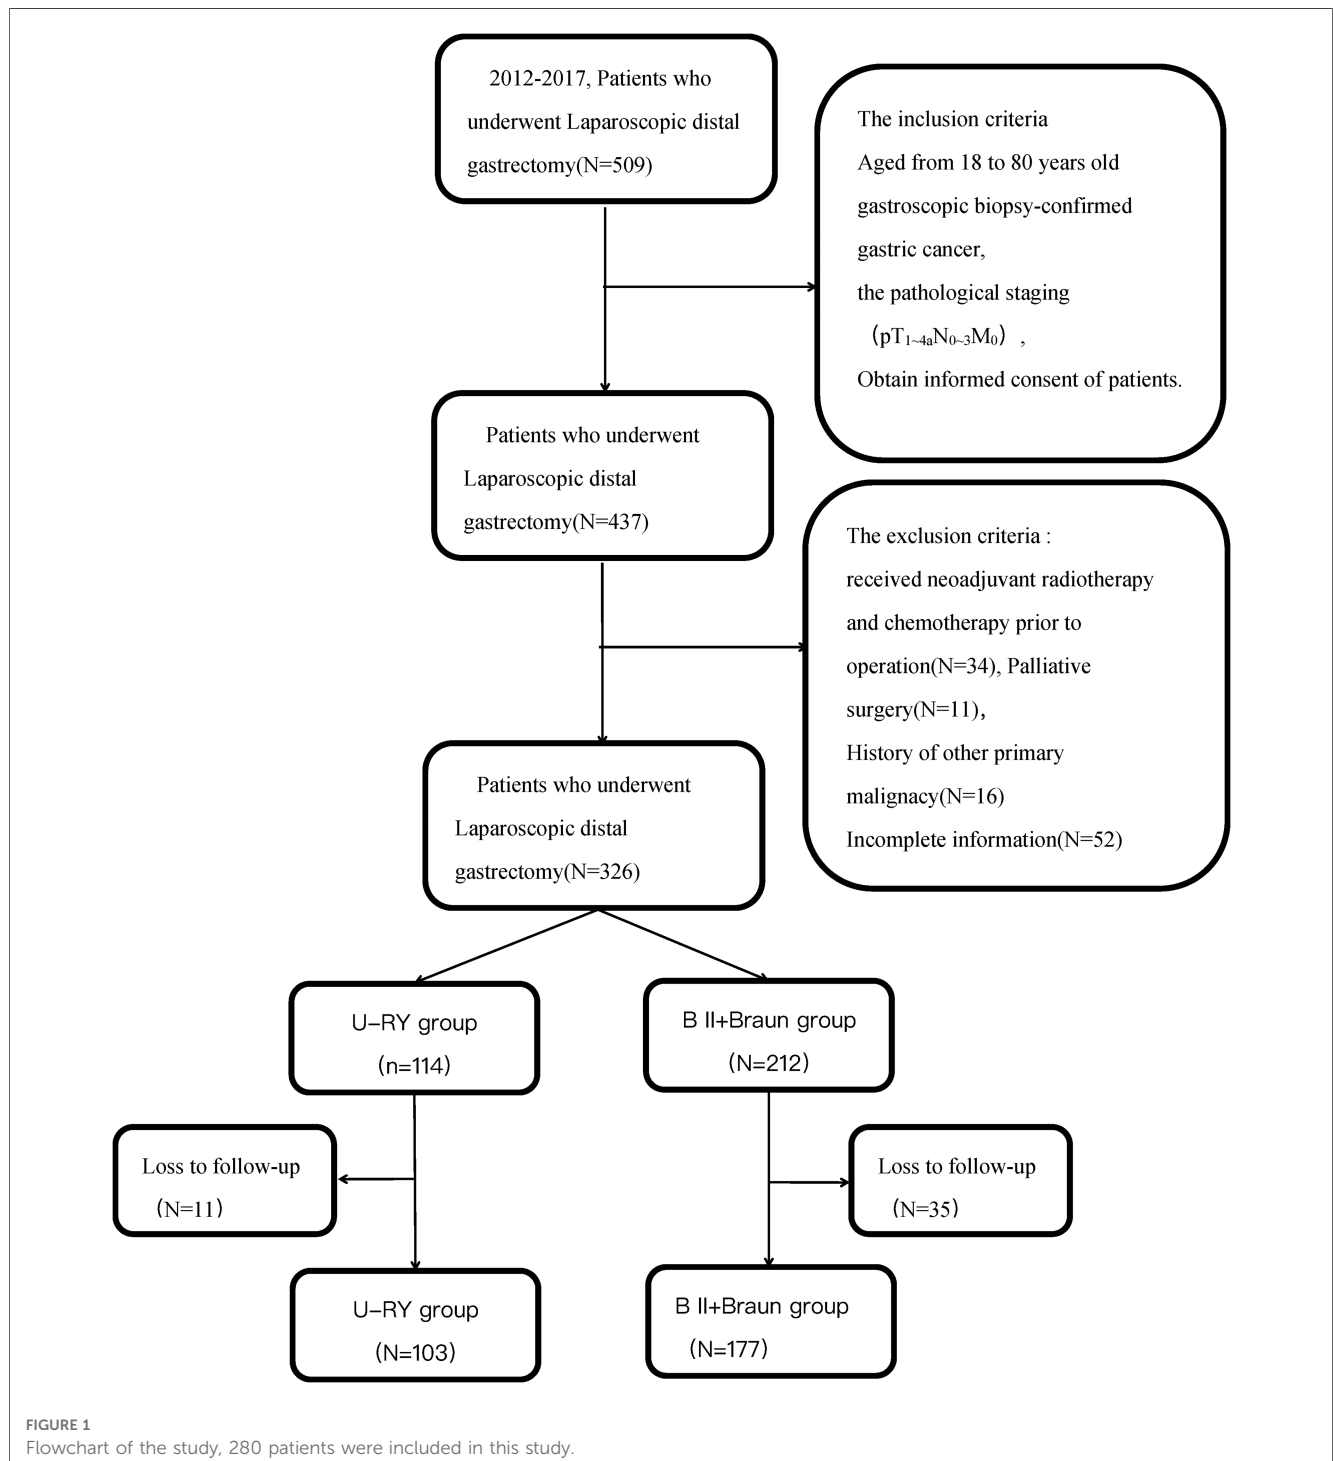 2012-2017, Patients who
underwent Laparoscopic distal
gastrectomy(N=509)
The inclusion criteria
Aged from 18 to 80 years old
gastroscopic biopsy-confirmed
gastric cancer,
the pathological staging
（pT₁~₄ₐN₀~₃M₀）,
Obtain informed consent of patients.
Patients who underwent
Laparoscopic distal
gastrectomy(N=437)
The exclusion criteria :
received neoadjuvant radiotherapy
and chemotherapy prior to
operation(N=34), Palliative
surgery(N=11),
History of other primary
malignacy(N=16)
Incomplete information(N=52)
Patients who underwent
Laparoscopic distal
gastrectomy(N=326)
U-RY group
(n=114)
B II+Braun group
(N=212)
Loss to follow-up
(N=11)
Loss to follow-up
(N=35)
U-RY group
(N=103)
B II+Braun group
(N=177)
FIGURE 1
Flowchart of the study, 280 patients were included in this study.